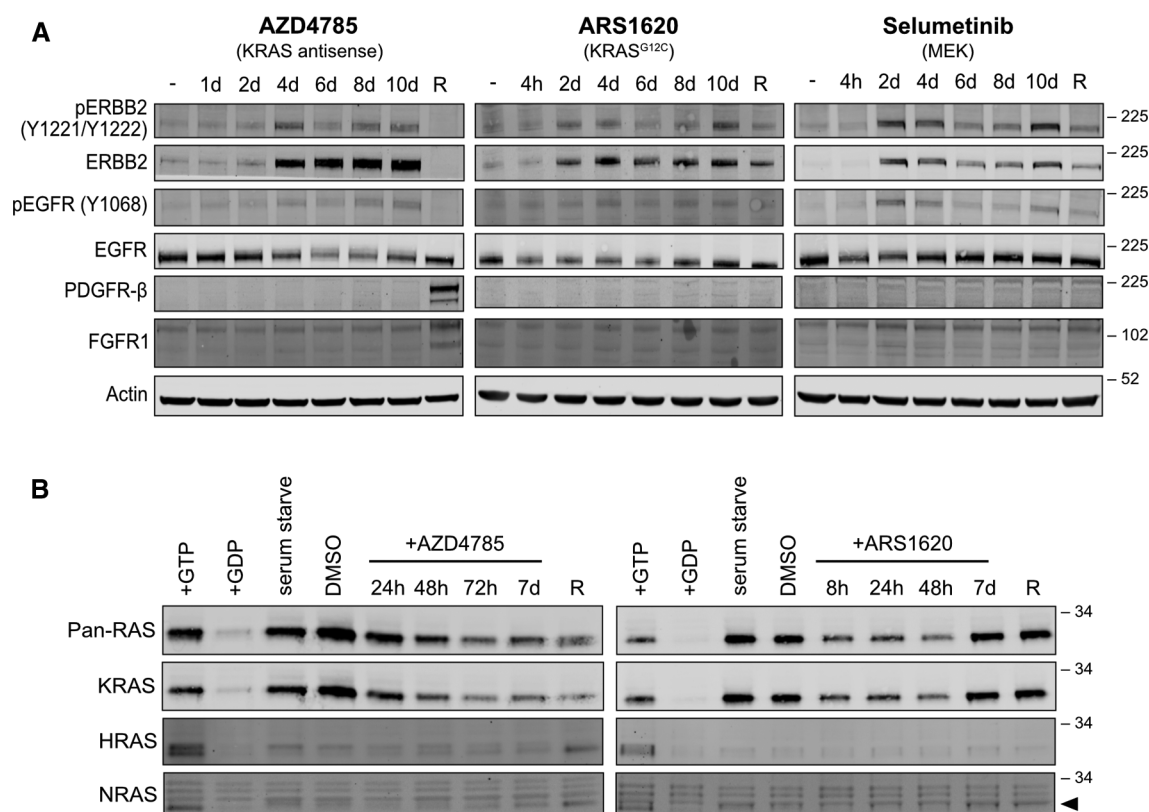 A
AZD4785
(KRAS antisense)
ARS1620
(KRASG12C)
Selumetinib
(MEK)
- 1d 2d 4d 6d 8d 10d R
- 4h 2d 4d 6d 8d 10d R
- 4h 2d 4d 6d 8d 10d R
pERBB2
(Y1221/Y1222)
– 225
ERBB2
– 225
pEGFR (Y1068)
– 225
EGFR
– 225
PDGFR-β
– 225
FGFR1
– 102
Actin
– 52
B
+GTP +GDP serum starve DMSO +AZD4785
24h 48h 72h 7d R
+GTP +GDP serum starve DMSO +ARS1620
8h 24h 48h 7d R
Pan-RAS
– 34
KRAS
– 34
HRAS
– 34
NRAS
– 34